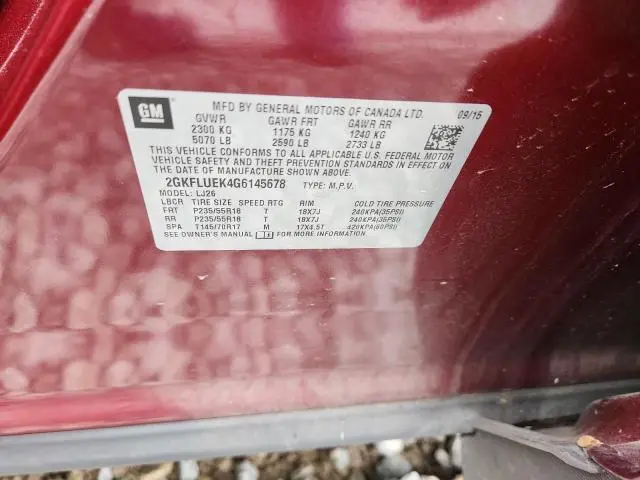 GM
MFD BY GENERAL MOTORS OF CANADA LTD. 09/15
GVWR GAWR FRT GAWR RR
2300 KG 1175 KG 1240 KG
5070 LB 2590 LB 2733 LB
THIS VEHICLE CONFORMS TO ALL APPLICABLE U.S. FEDERAL MOTOR
VEHICLE SAFETY AND THEFT PREVENTION STANDARDS IN EFFECT ON
THE DATE OF MANUFACTURE SHOWN ABOVE.
2GKFLUEK4G6145678 TYPE: M.P.V.
MODEL: LJ26
LBCR TIRE SIZE SPEED RTG RIM COLD TIRE PRESSURE
FRT P235/55R18 T 18X7J 240KPA(35PSI)
RR P235/55R18 T 18X7J 240KPA(35PSI)
SPA T145/70R17 M 17X4.5T 420KPA(60PSI)
SEE OWNER'S MANUAL i FOR MORE INFORMATION